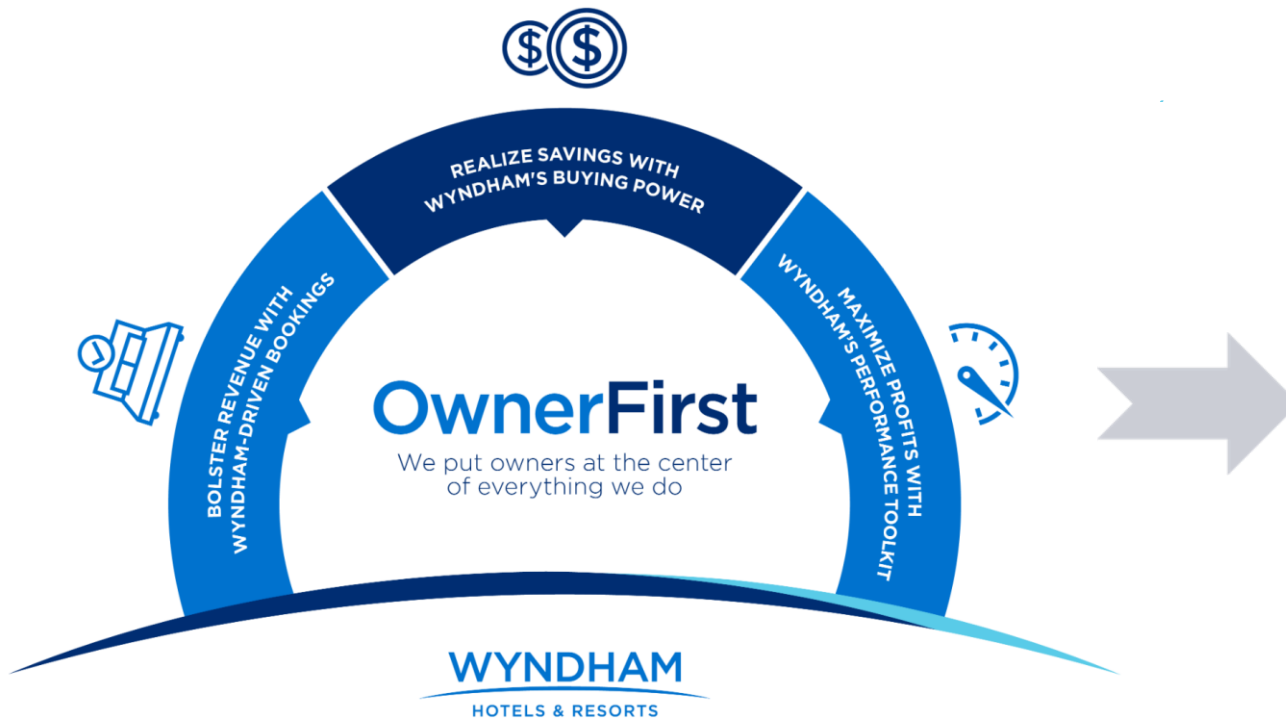 $ $
REALIZE SAVINGS WITH
WYNDHAM'S BUYING POWER
BOLSTER REVENUE WITH
WYNDHAM-DRIVEN BOOKINGS
MAXIMIZE PROFITS WITH
WYNDHAM'S PERFORMANCE TOOLKIT
OwnerFirst
We put owners at the center
of everything we do
WYNDHAM
HOTELS & RESORTS